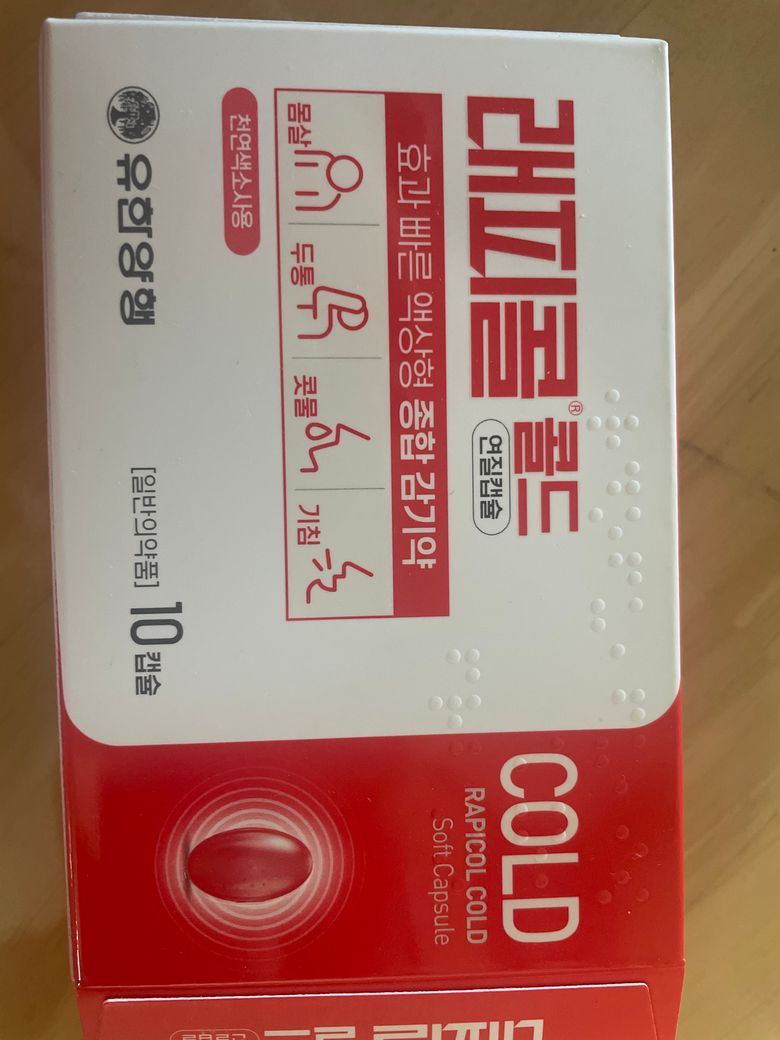 래피콜® 콜드
연질캡슐
효과 빠른 액상형 종합 감기약
몸살
두통
콧물
기침
천연색소사용
유한양행
[일반의약품] 10캡슐
COLD
RAPICOL COLD
Soft Capsule